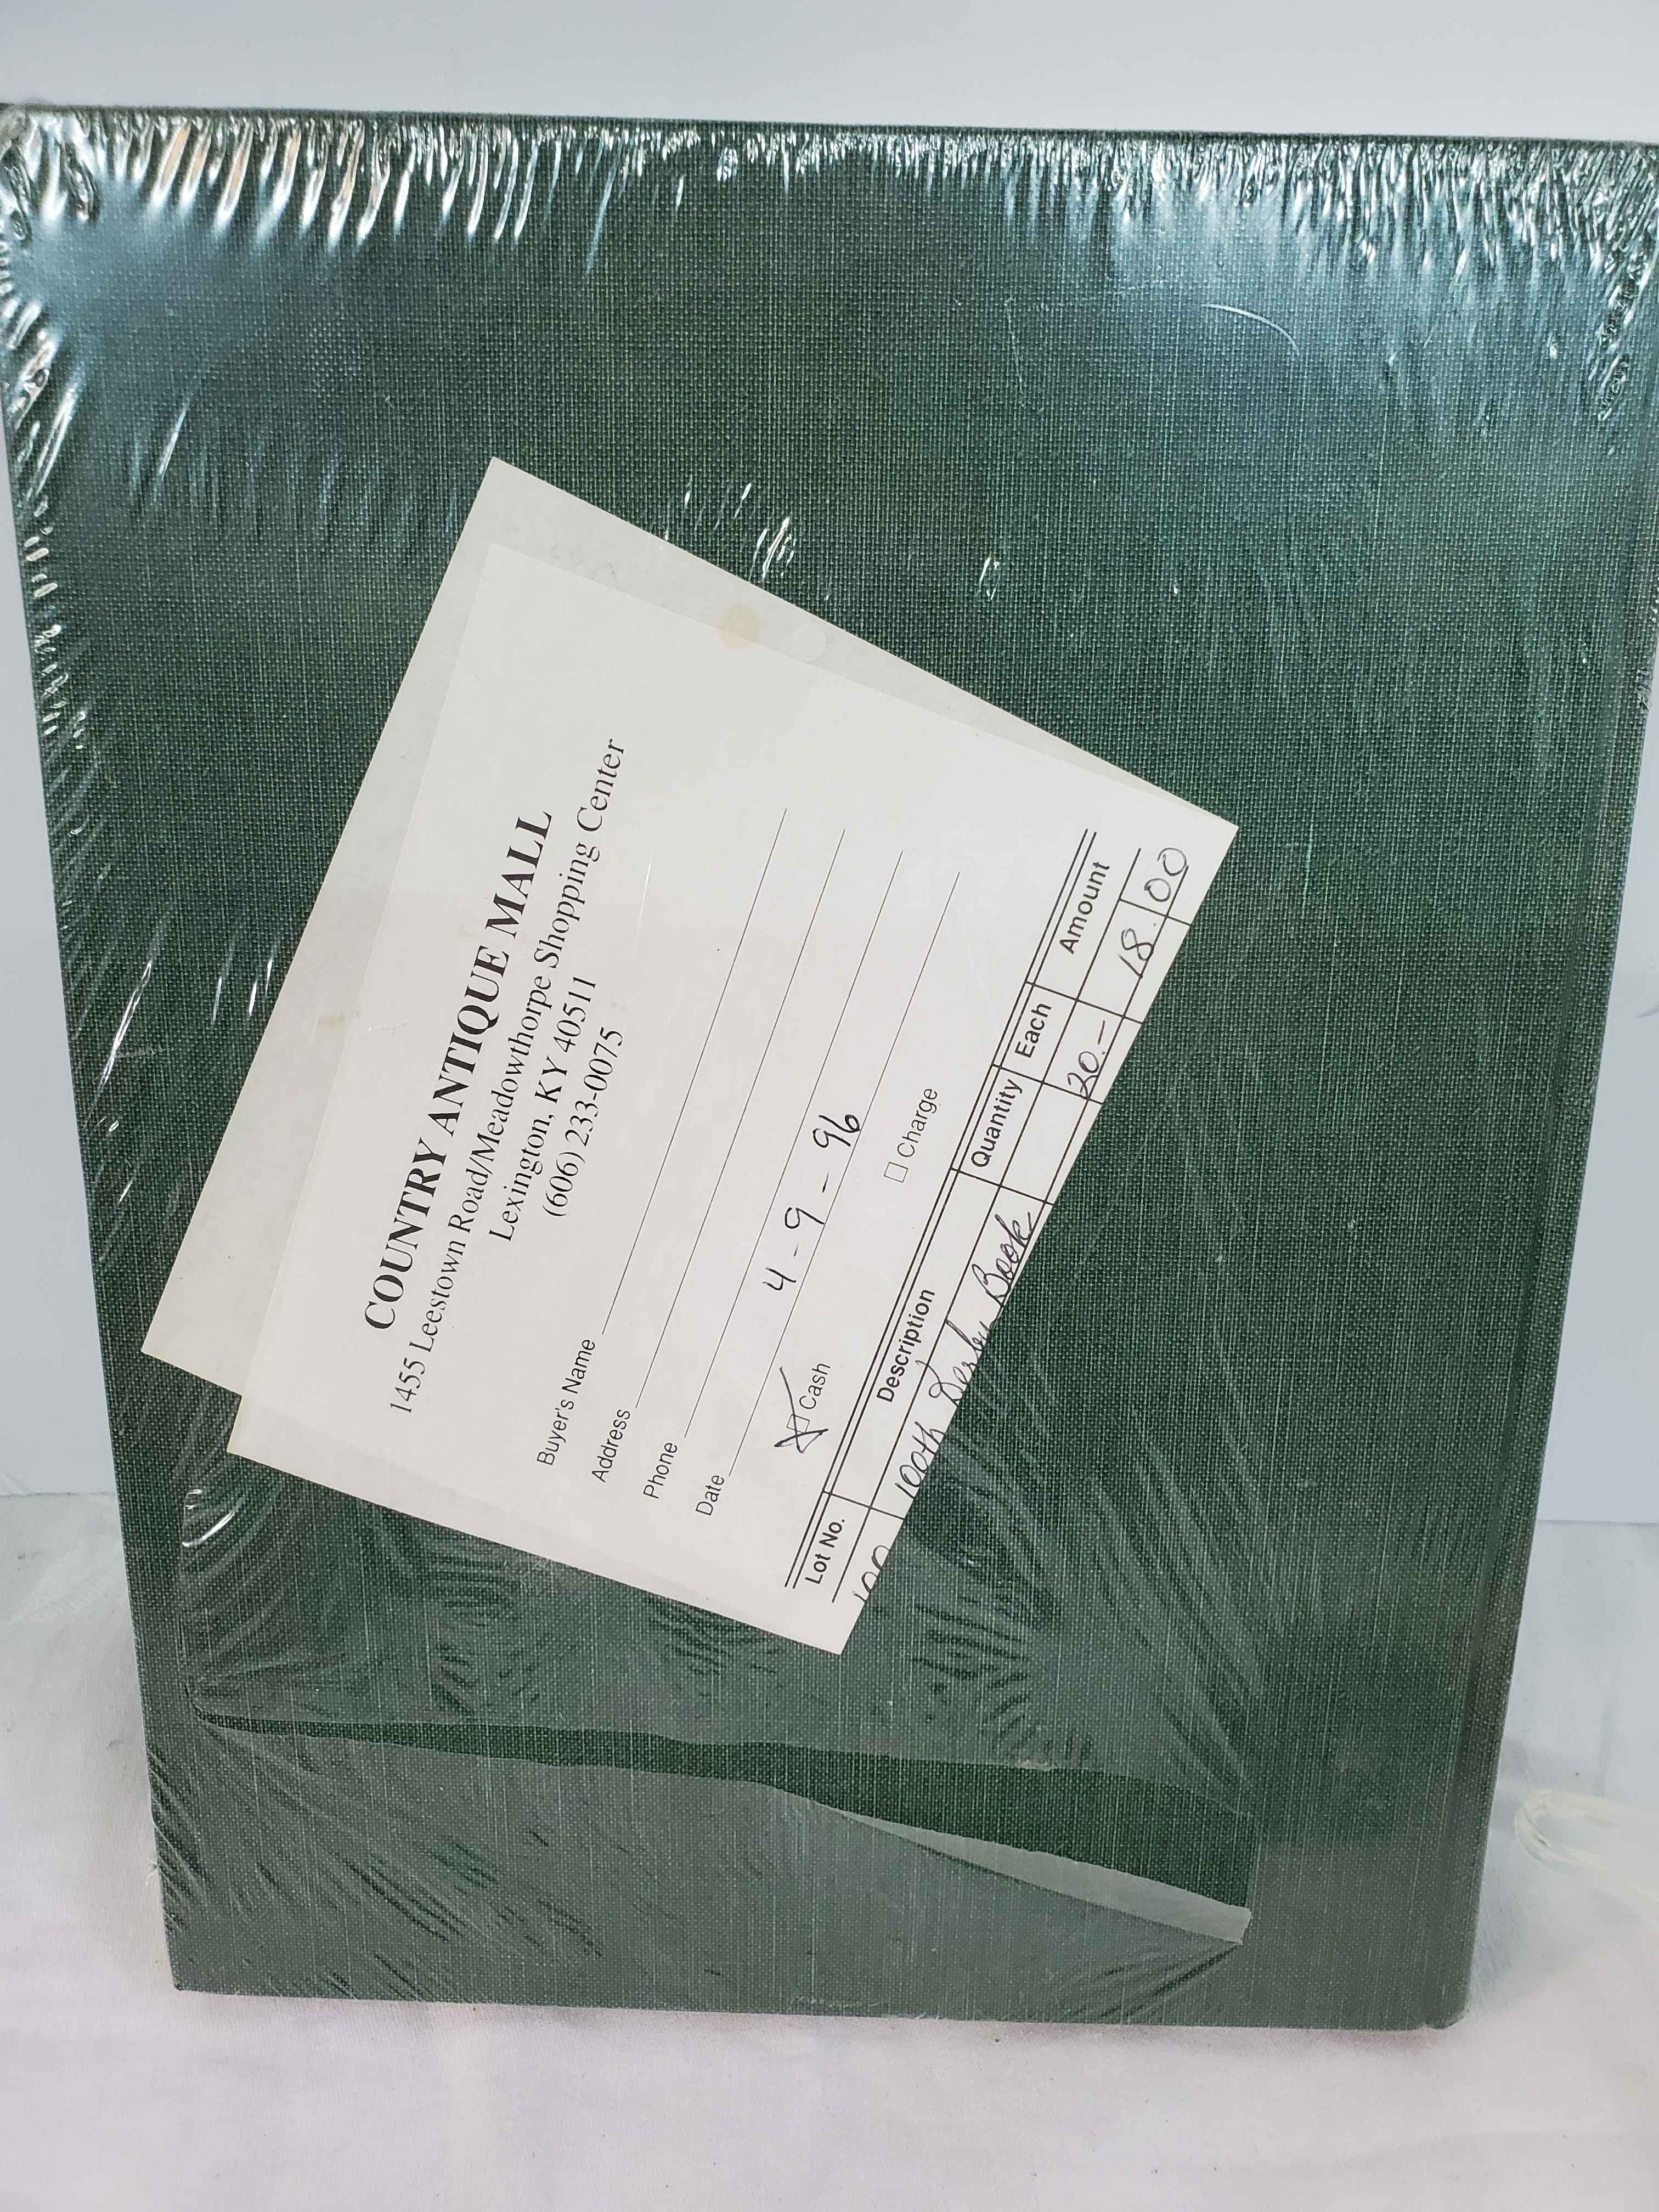 COUNTRY ANTIQUE MALL
1455 Leestown Road/Meadowthorpe Shopping Center
Lexington, KY 40511
(606) 233-0075
Buyer's Name
Address
Phone
Date 4-9-96
Cash Charge
Lot No. Description Quantity Each Amount
100 100th Derby Book 20.- 18.00